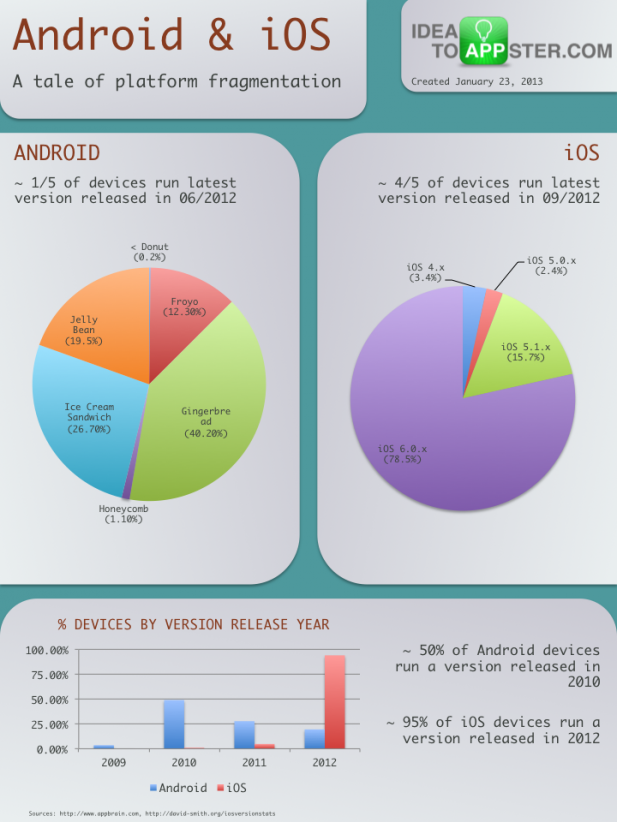 Android & iOS
A tale of platform fragmentation
IDEA
TO APPSTER.COM
Created January 23, 2013
ANDROID
~ 1/5 of devices run latest
version released in 06/2012
< Donut
(0.2%)
Froyo
(12.30%)
Jelly
Bean
(19.5%)
Ice Cream
Sandwich
(26.70%)
Gingerbre
ad
(40.20%)
Honeycomb
(1.10%)
iOS
~ 4/5 of devices run latest
version released in 09/2012
iOS 5.0.x
(2.4%)
iOS 4.x
(3.4%)
iOS 5.1.x
(15.7%)
iOS 6.0.x
(78.5%)
% DEVICES BY VERSION RELEASE YEAR
100.00%
75.00%
50.00%
25.00%
0.00%
2009 2010 2011 2012
Android iOS
~ 50% of Android devices
run a version released in
2010
~ 95% of iOS devices run a
version released in 2012
Sources: http://www.appbrain.com, http://david-smith.org/iosversionstats